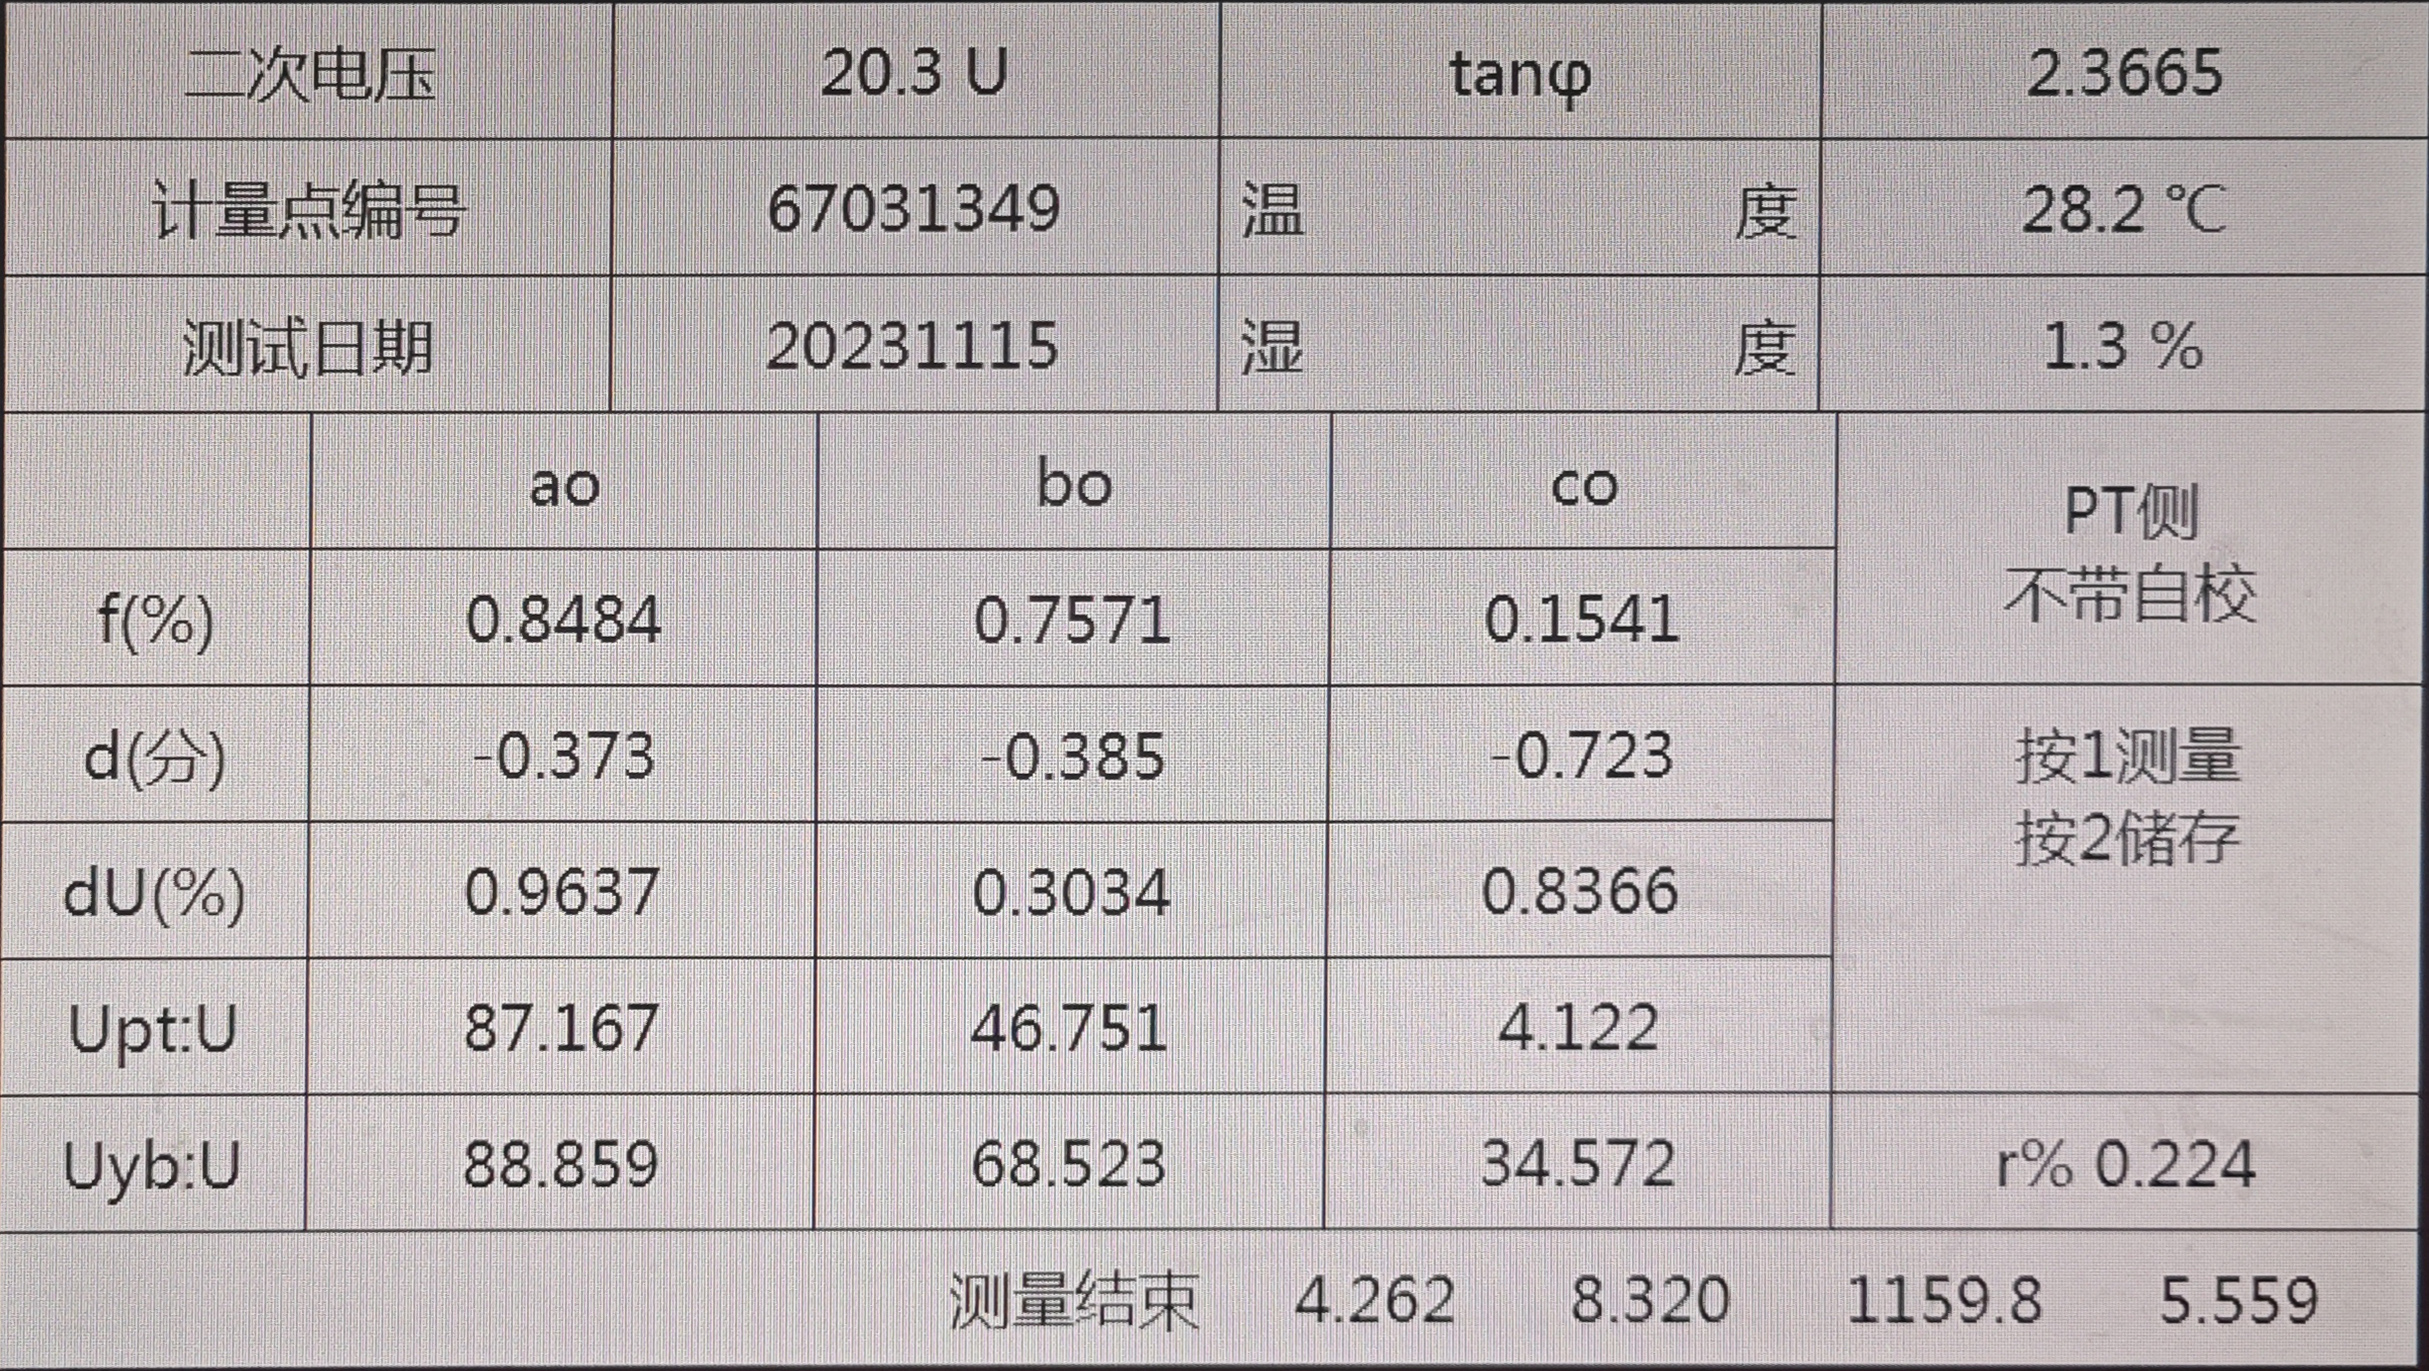 二次电压 20.3 U tanφ 2.3665
计量点编号 67031349 温 度 28.2 ℃
测试日期 20231115 湿 度 1.3 %
ao bo co
PT侧
不带自校
f(%) 0.8484 0.7571 0.1541
d(分) -0.373 -0.385 -0.723
按1测量
按2储存
dU(%) 0.9637 0.3034 0.8366
Upt:U 87.167 46.751 4.122
Uyb:U 88.859 68.523 34.572 r% 0.224
测量结束 4.262 8.320 1159.8 5.559